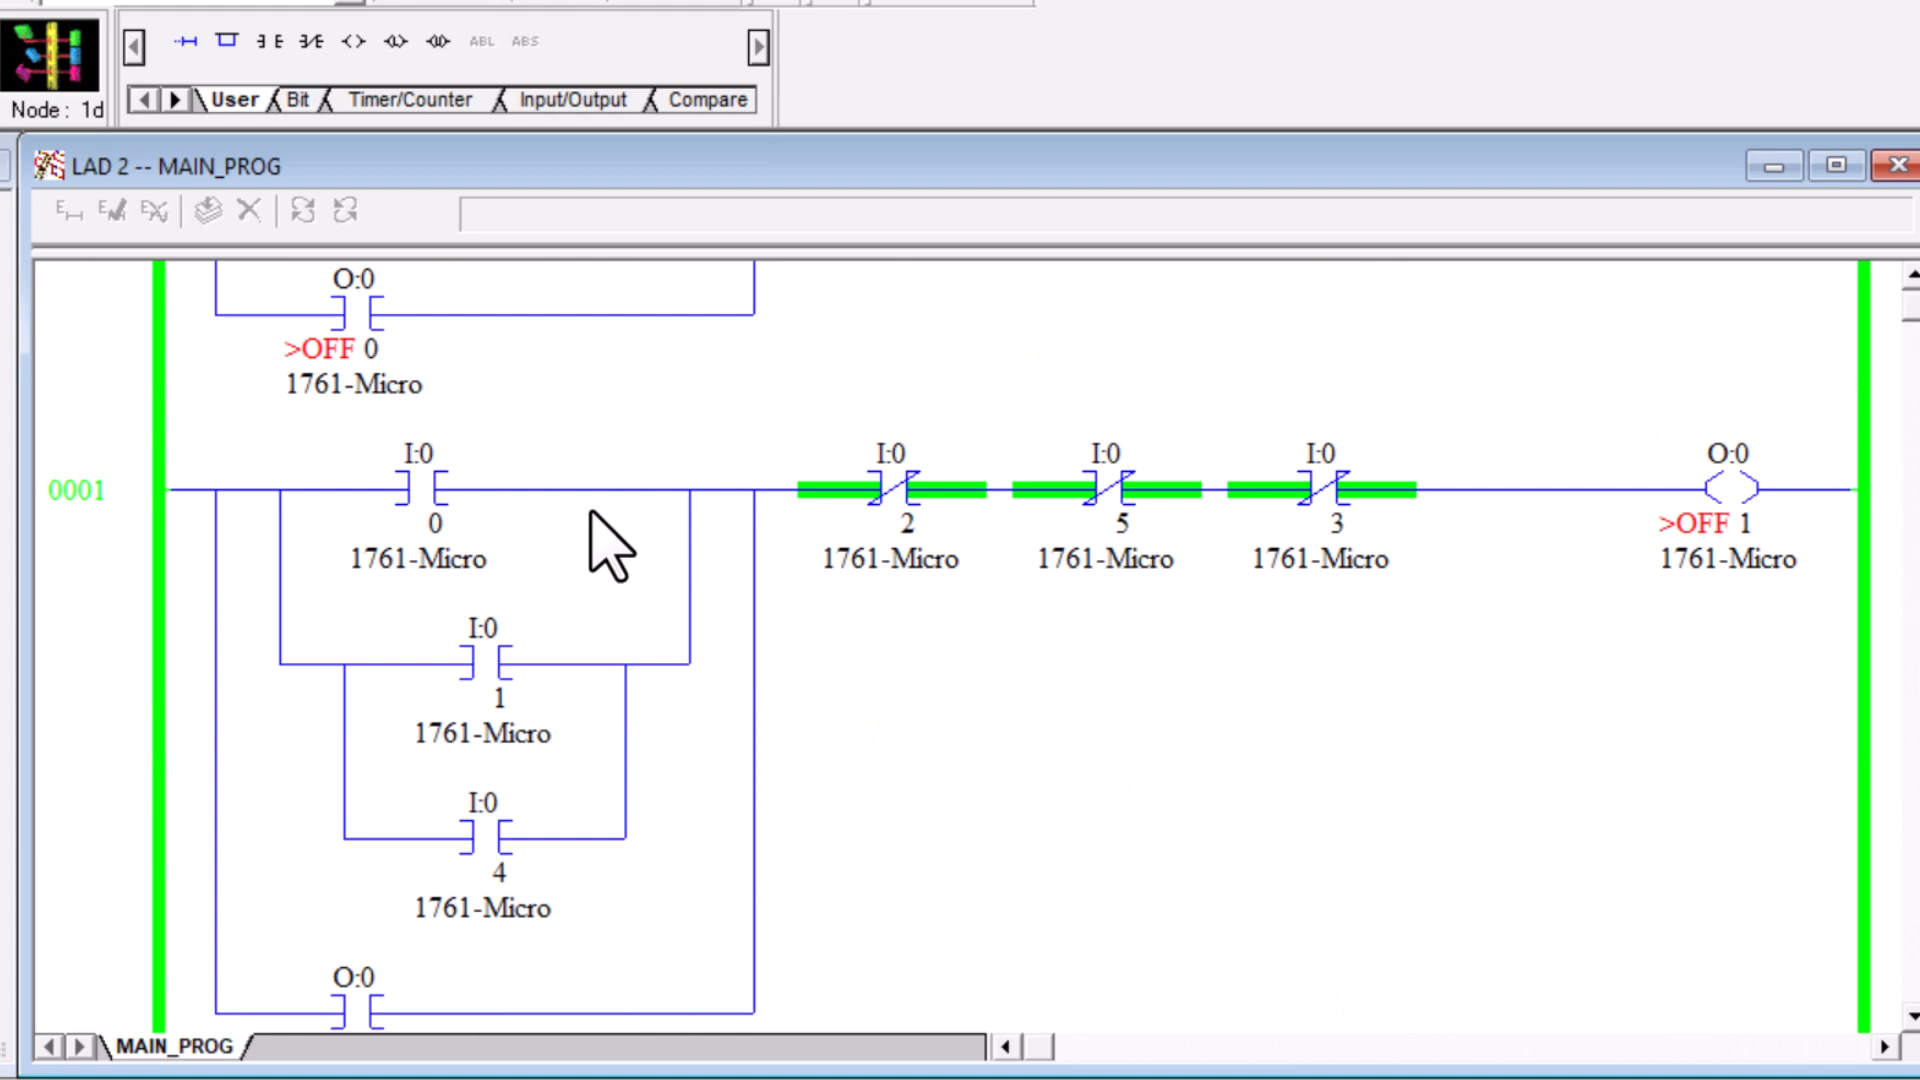 ABL ABS
Node : 1d
User Bit Timer/Counter Input/Output Compare
LAD 2 -- MAIN_PROG
O:0
>OFF 0
1761-Micro
0001
I:0 I:0 I:0 I:0 O:0
0 2 5 3 >OFF 1
1761-Micro 1761-Micro 1761-Micro 1761-Micro 1761-Micro
I:0
1
1761-Micro
I:0
4
1761-Micro
O:0
MAIN_PROG